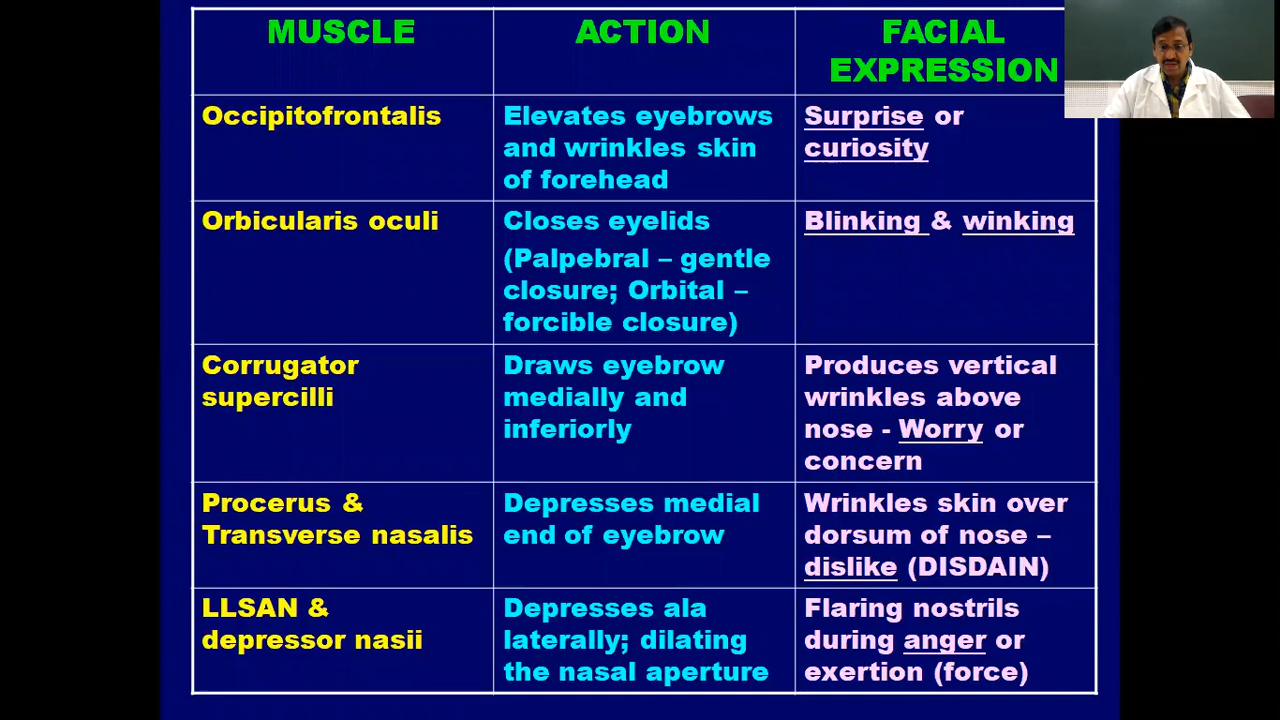 MUSCLE
ACTION
FACIAL
EXPRESSION
Occipitofrontalis
Elevates eyebrows
and wrinkles skin
of forehead
Surprise or
curiosity
Orbicularis oculi
Closes eyelids
(Palpebral – gentle
closure; Orbital –
forcible closure)
Blinking & winking
Corrugator
supercilli
Draws eyebrow
medially and
inferiorly
Produces vertical
wrinkles above
nose - Worry or
concern
Procerus &
Transverse nasalis
Depresses medial
end of eyebrow
Wrinkles skin over
dorsum of nose –
dislike (DISDAIN)
LLSAN &
depressor nasii
Depresses ala
laterally; dilating
the nasal aperture
Flaring nostrils
during anger or
exertion (force)